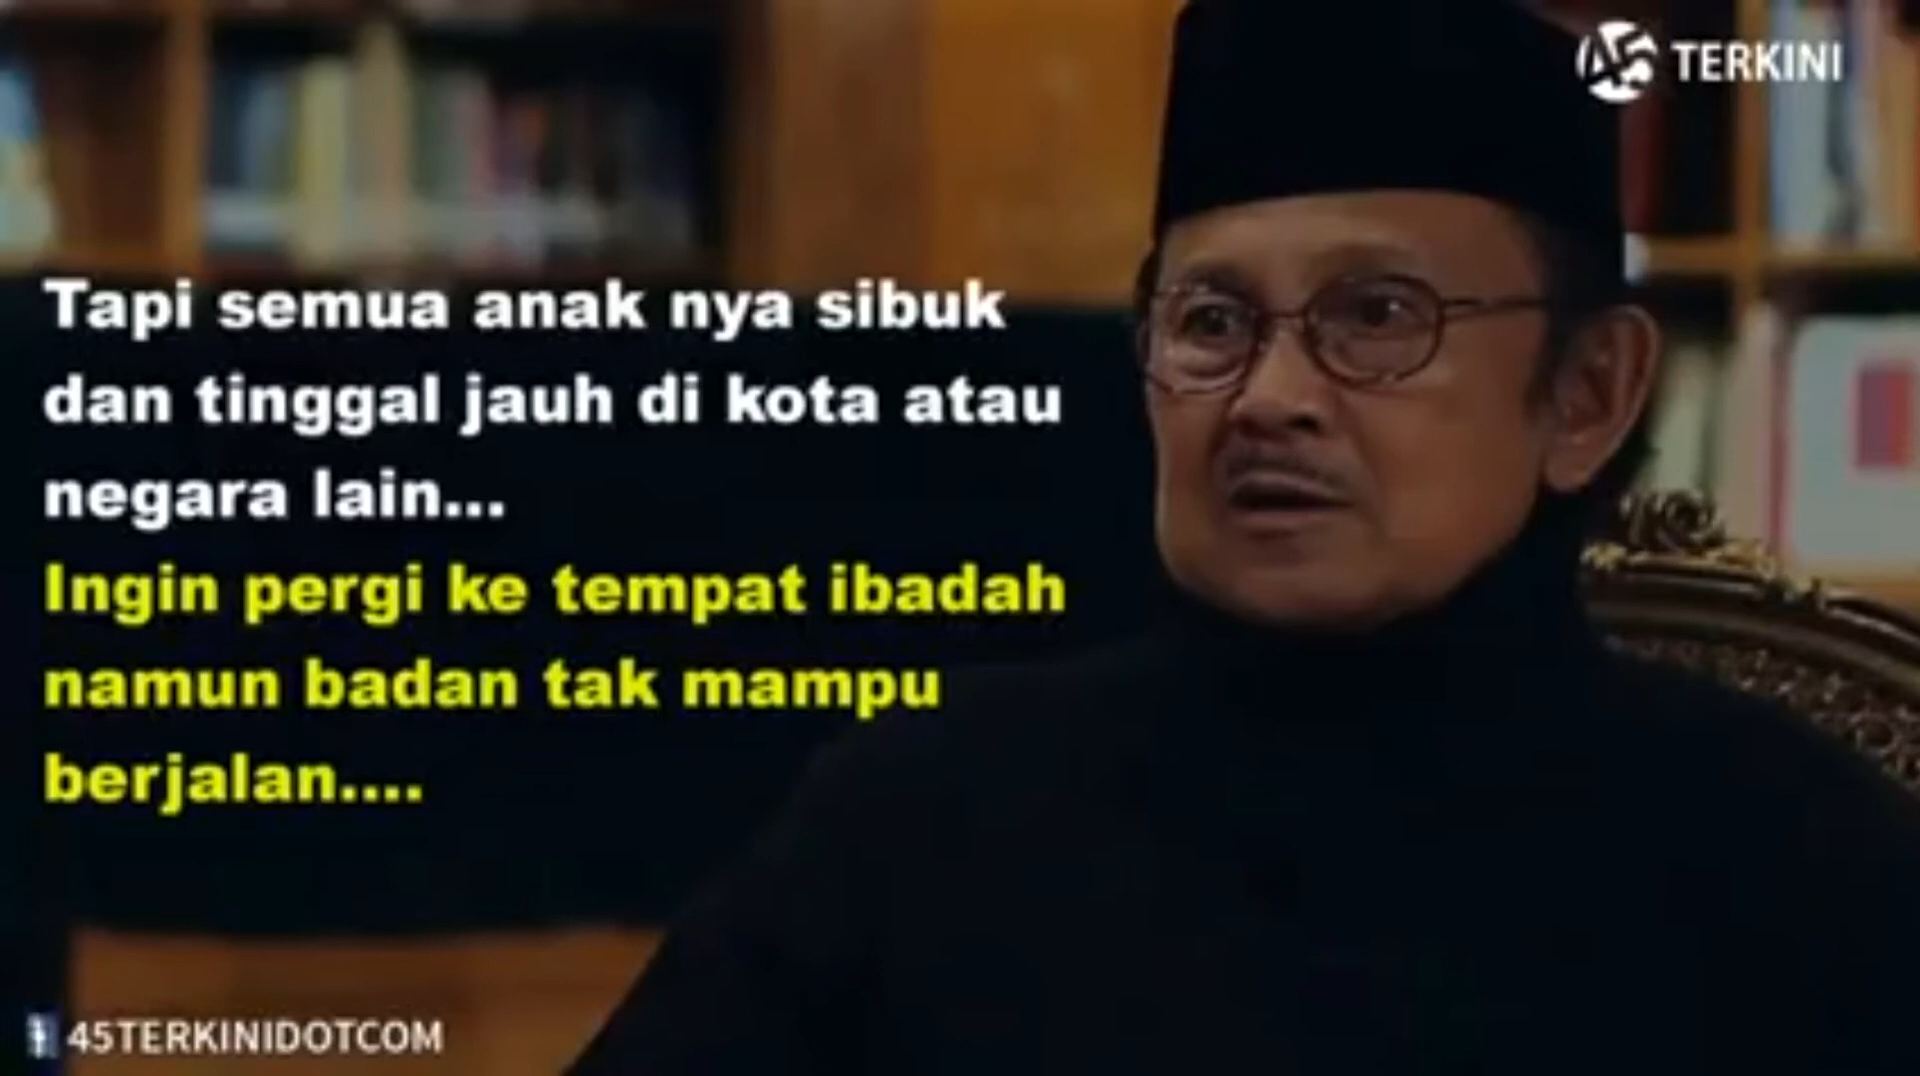 45 TERKINI
Tapi semua anak nya sibuk
dan tinggal jauh di kota atau
negara lain...
Ingin pergi ke tempat ibadah
namun badan tak mampu
berjalan....
45TERKINIDOTCOM